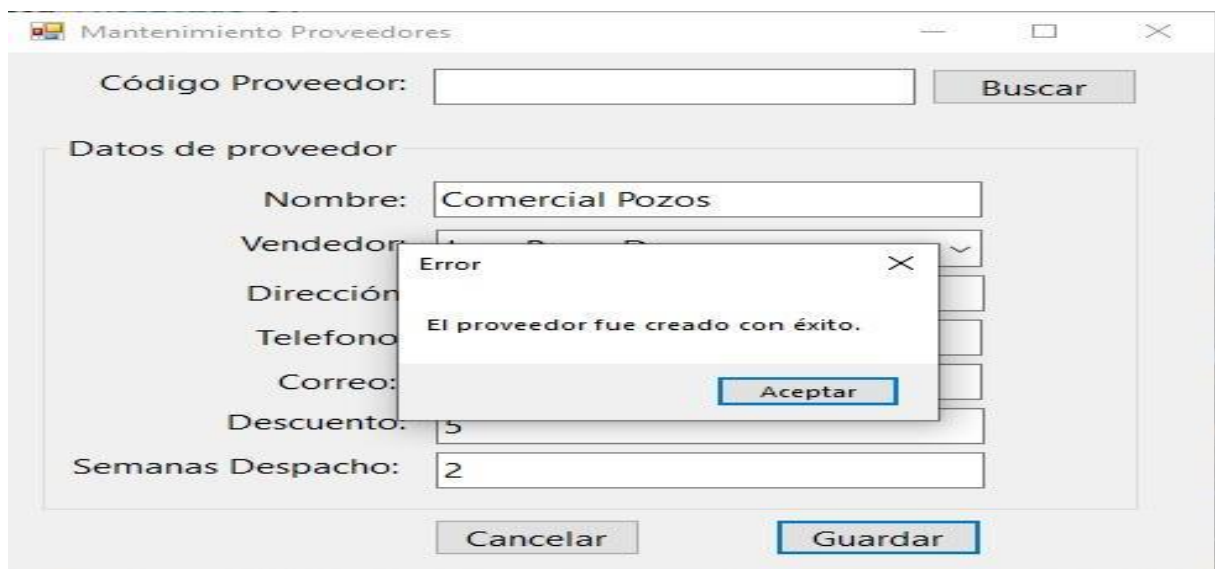 Mantenimiento Proveedores
Código Proveedor:
Buscar
Datos de proveedor
Nombre: Comercial Pozos
Vendedor:
Error
El proveedor fue creado con éxito.
Aceptar
Dirección
Telefono
Correo:
Descuento: 5
Semanas Despacho: 2
Cancelar
Guardar